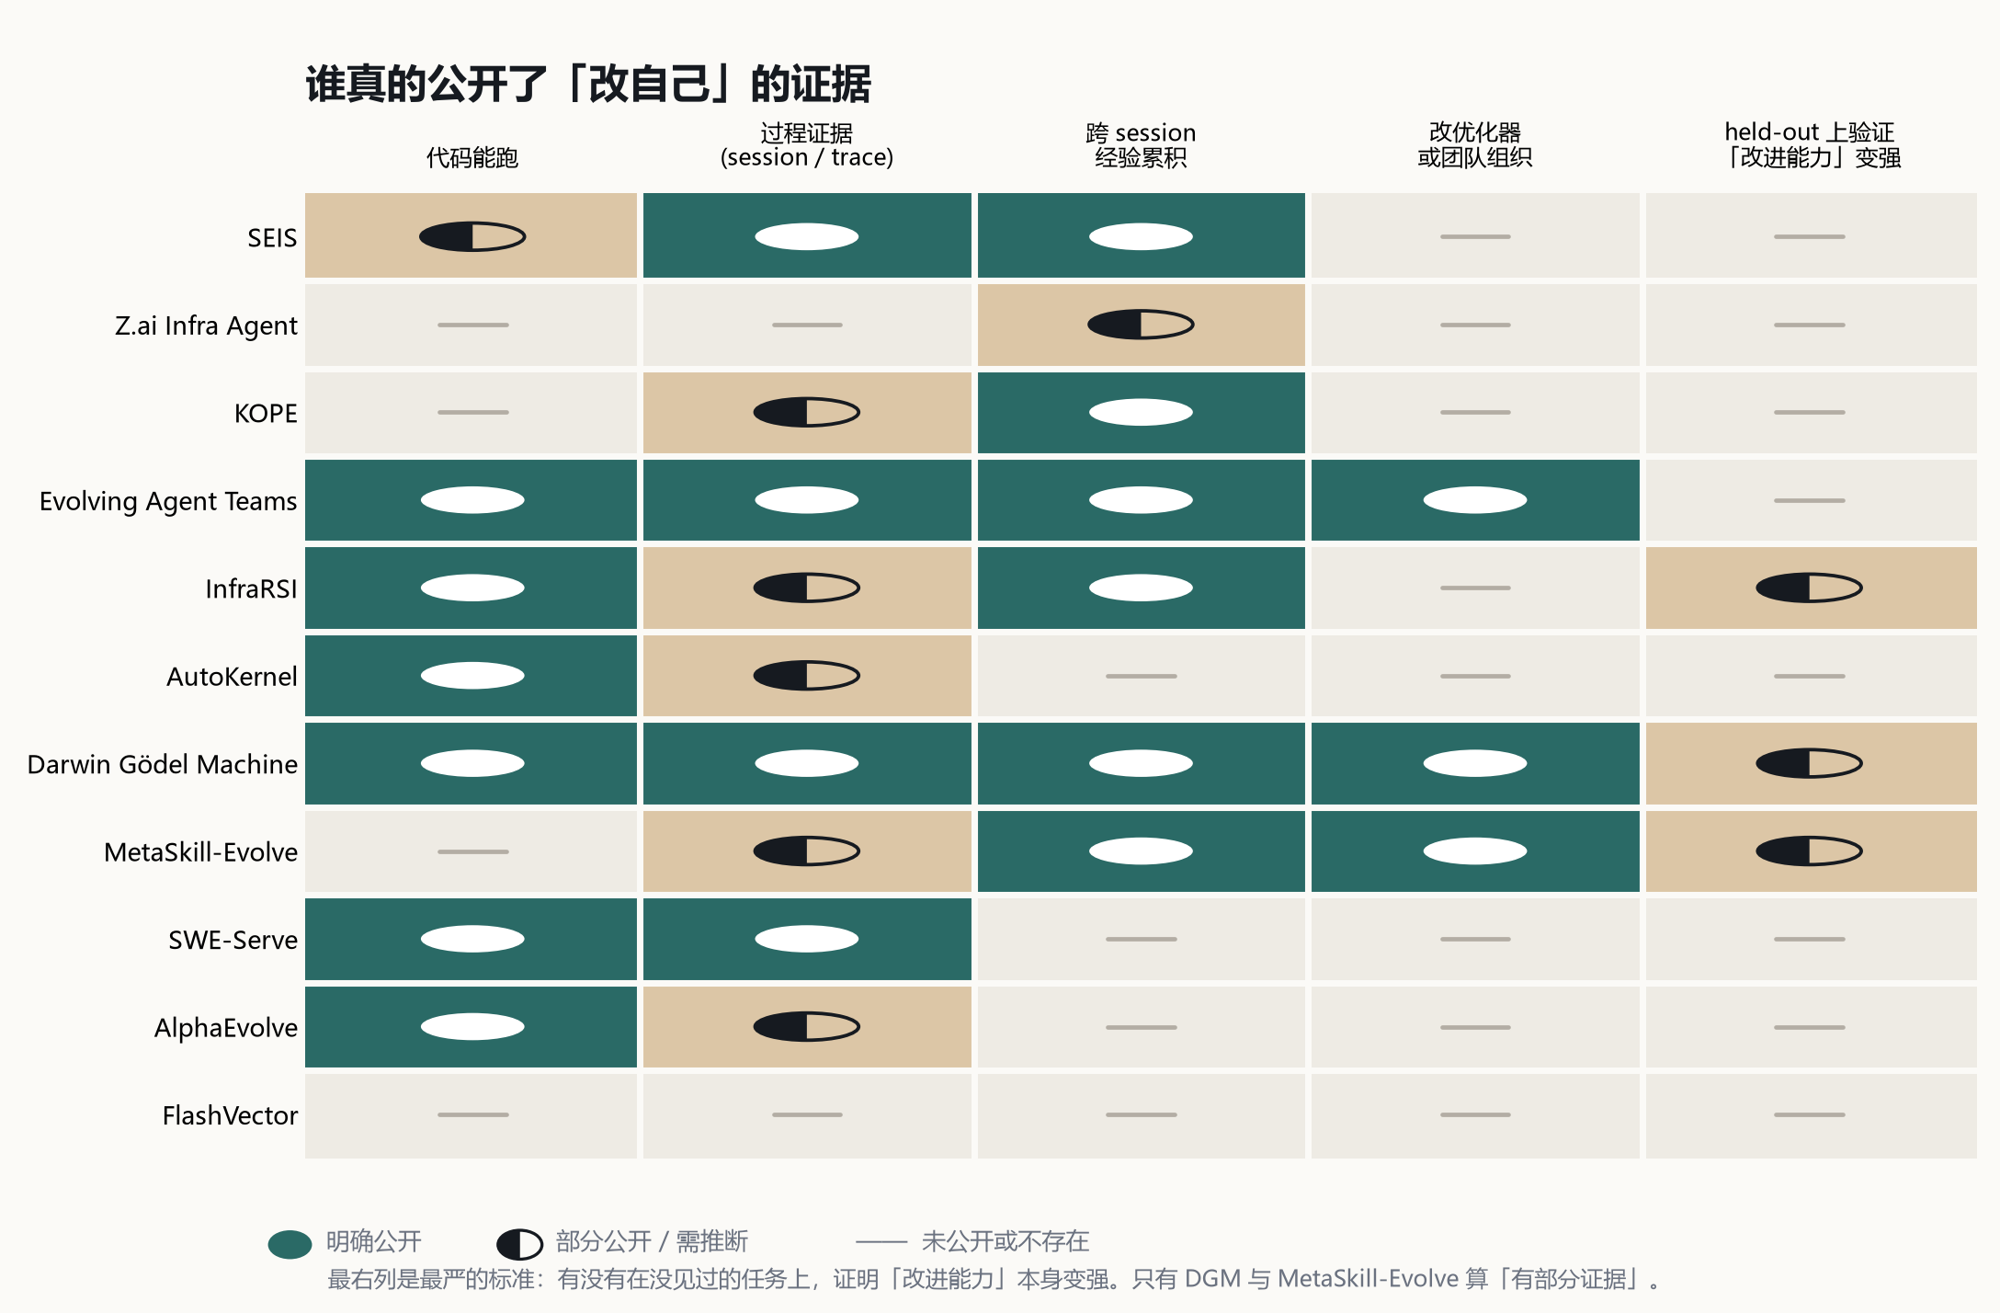 谁真的公开了「改自己」的证据
代码能跑
过程证据
(session / trace)
跨 session
经验累积
改优化器
或团队组织
held-out 上验证
「改进能力」变强
SEIS
Z.ai Infra Agent
KOPE
Evolving Agent Teams
InfraRSI
AutoKernel
Darwin Gödel Machine
MetaSkill-Evolve
SWE-Serve
AlphaEvolve
FlashVector
明确公开
部分公开 / 需推断
未公开或不存在
最右列是最严的标准：有没有在没见过的任务上，证明「改进能力」本身变强。只有 DGM 与 MetaSkill-Evolve 算「有部分证据」。